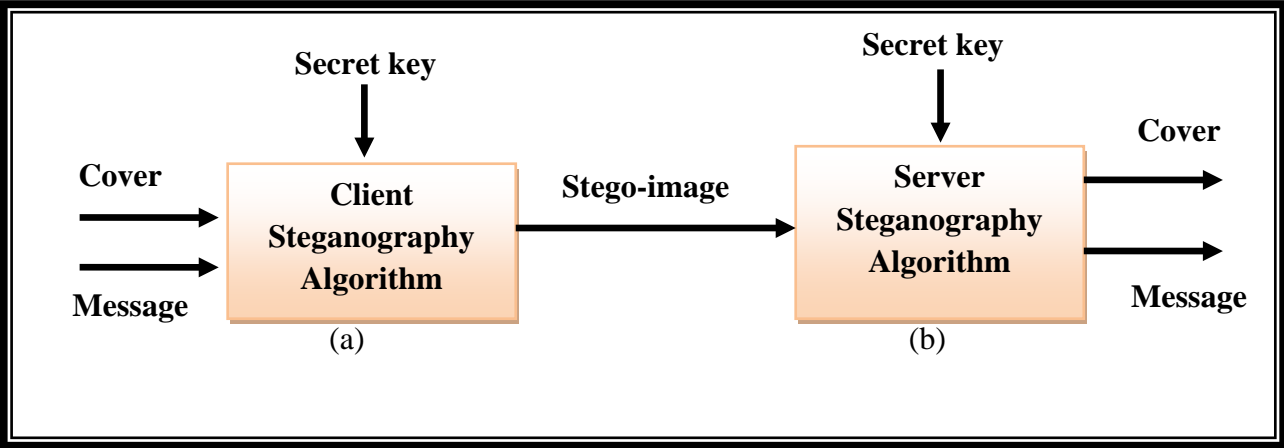 Secret key
Cover
Message
Client
Steganography
Algorithm
(a)
Stego-image
Secret key
Server
Steganography
Algorithm
(b)
Cover
Message